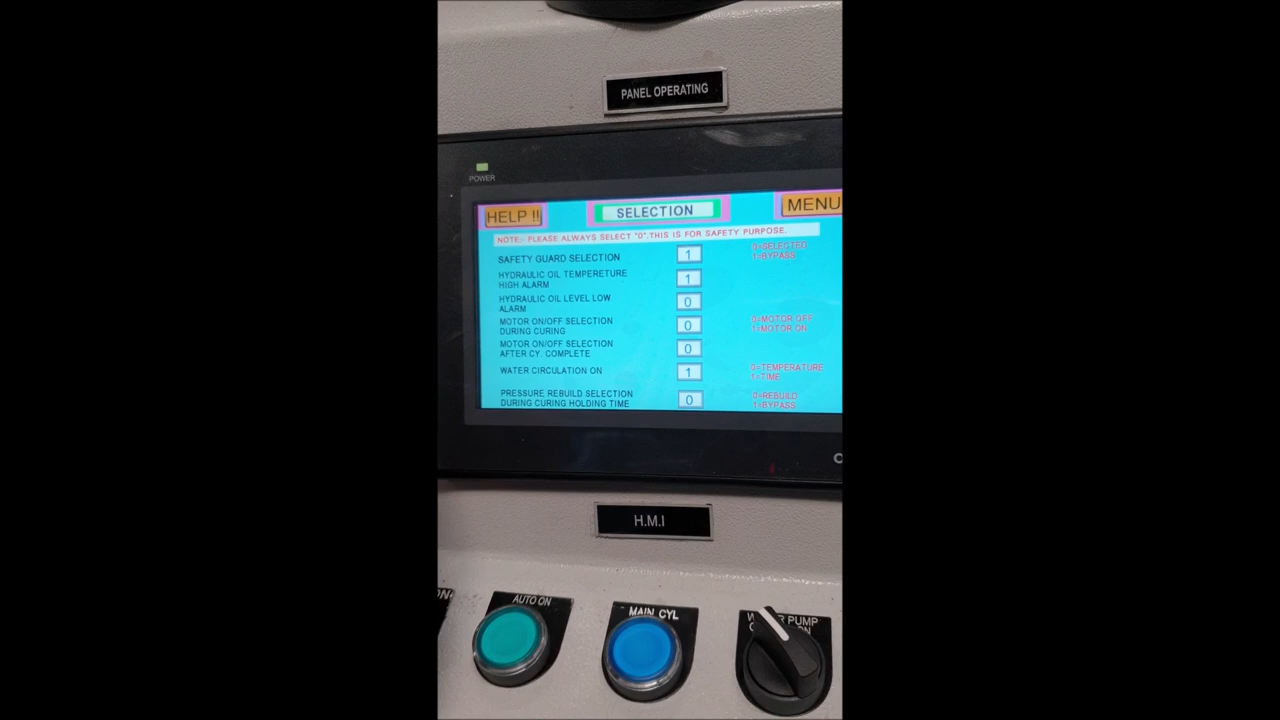 PANEL OPERATING
POWER
HELP !!
SELECTION
MENU
NOTE:- PLEASE ALWAYS SELECT "0".THIS IS FOR SAFETY PURPOSE.
SAFETY GUARD SELECTION 1 0=SELECTED
1=BYPASS
HYDRAULIC OIL TEMPERETURE
HIGH ALARM 1
HYDRAULIC OIL LEVEL LOW
ALARM 0
MOTOR ON/OFF SELECTION
DURING CURING 0 0=MOTOR OFF
1=MOTOR ON
MOTOR ON/OFF SELECTION
AFTER CY. COMPLETE 0
WATER CIRCULATION ON 1 0=TEMPERATURE
1=TIME
PRESSURE REBUILD SELECTION
DURING CURING HOLDING TIME 0 0=REBUILD
1=BYPASS
H.M.I
AUTO ON
MAIN CYL
PUMP